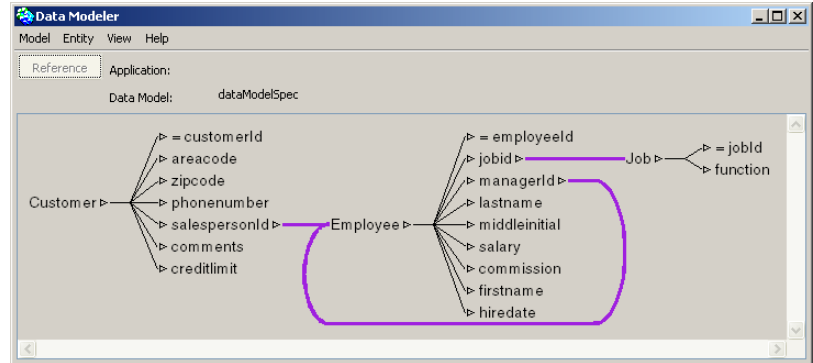 Data Modeler
Model Entity View Help
Reference Application:
Data Model: dataModelSpec
= customerId = employeeId
areacode jobid Job = jobId
zipcode managerId function
Customer phonenumber lastname
salespersonId Employee middleinitial
comments salary
creditlimit commission
firstname
hiredate